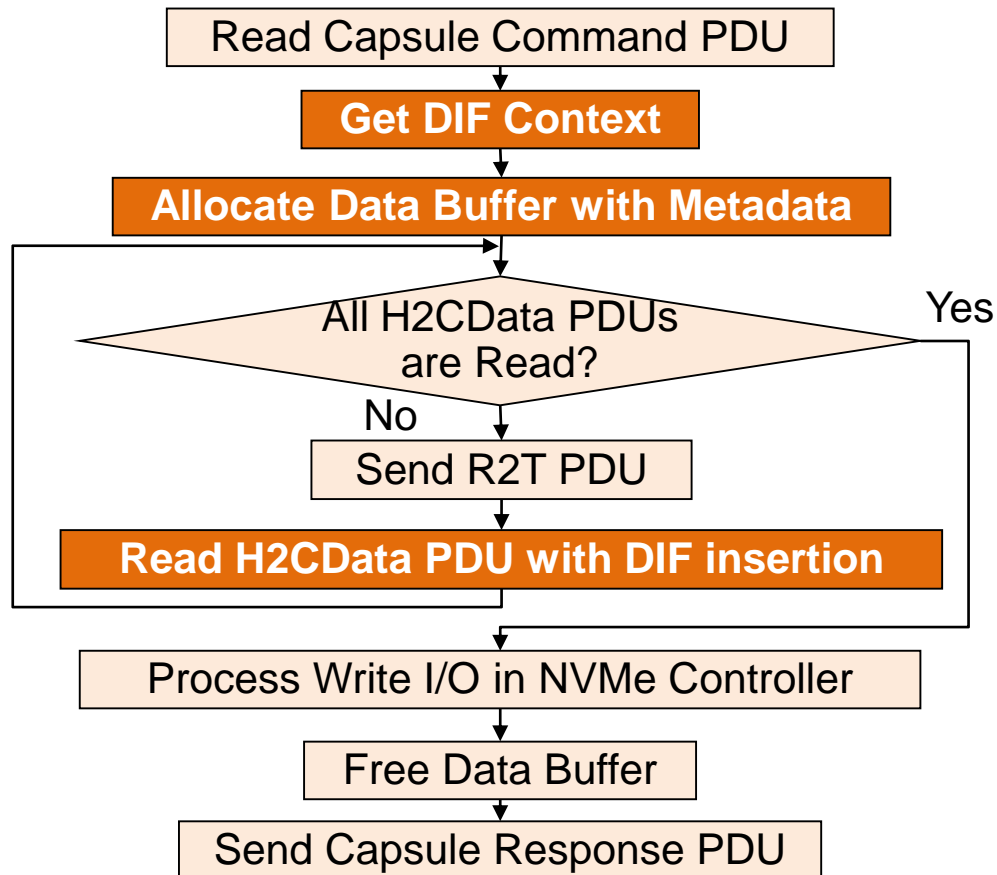 Read Capsule Command PDU
Get DIF Context
Allocate Data Buffer with Metadata
All H2CData PDUs
are Read?
Yes
No
Send R2T PDU
Read H2CData PDU with DIF insertion
Process Write I/O in NVMe Controller
Free Data Buffer
Send Capsule Response PDU